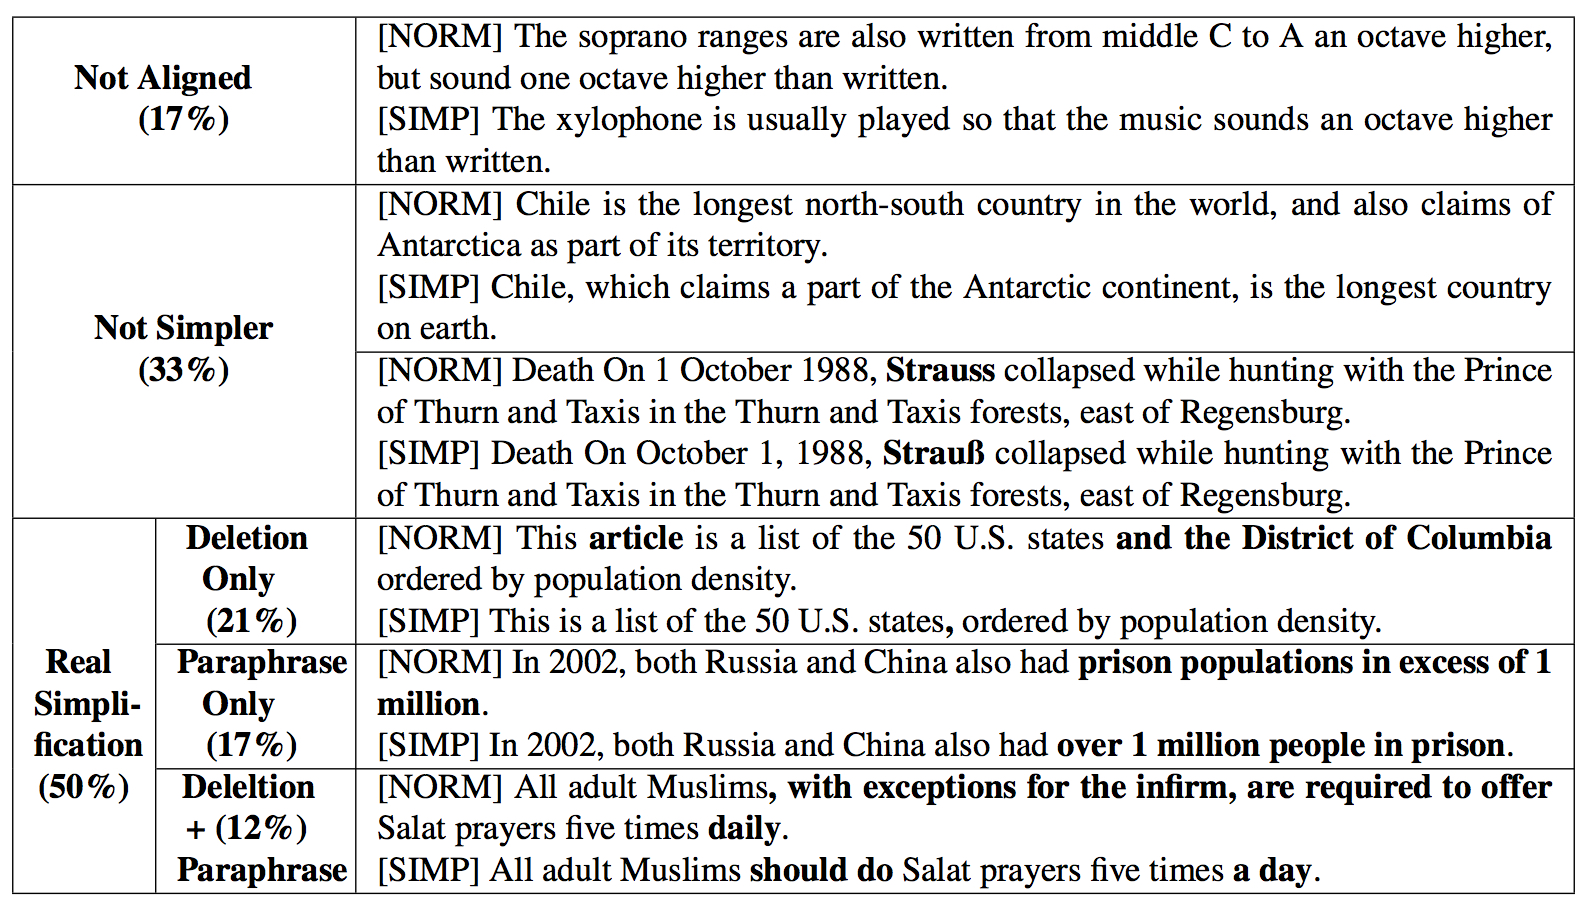 Not Aligned
(17%)
[NORM] The soprano ranges are also written from middle C to A an octave higher,
but sound one octave higher than written.
[SIMP] The xylophone is usually played so that the music sounds an octave higher
than written.
Not Simpler
(33%)
[NORM] Chile is the longest north-south country in the world, and also claims of
Antarctica as part of its territory.
[SIMP] Chile, which claims a part of the Antarctic continent, is the longest country
on earth.
[NORM] Death On 1 October 1988, Strauss collapsed while hunting with the Prince
of Thurn and Taxis in the Thurn and Taxis forests, east of Regensburg.
[SIMP] Death On October 1, 1988, Strauß collapsed while hunting with the Prince
of Thurn and Taxis in the Thurn and Taxis forests, east of Regensburg.
Real
Simpli-
fication
(50%)
Deletion
Only
(21%)
[NORM] This article is a list of the 50 U.S. states and the District of Columbia
ordered by population density.
[SIMP] This is a list of the 50 U.S. states, ordered by population density.
Paraphrase
Only
(17%)
[NORM] In 2002, both Russia and China also had prison populations in excess of 1
million.
[SIMP] In 2002, both Russia and China also had over 1 million people in prison.
Deleltion
+ (12%)
Paraphrase
[NORM] All adult Muslims, with exceptions for the infirm, are required to offer
Salat prayers five times daily.
[SIMP] All adult Muslims should do Salat prayers five times a day.